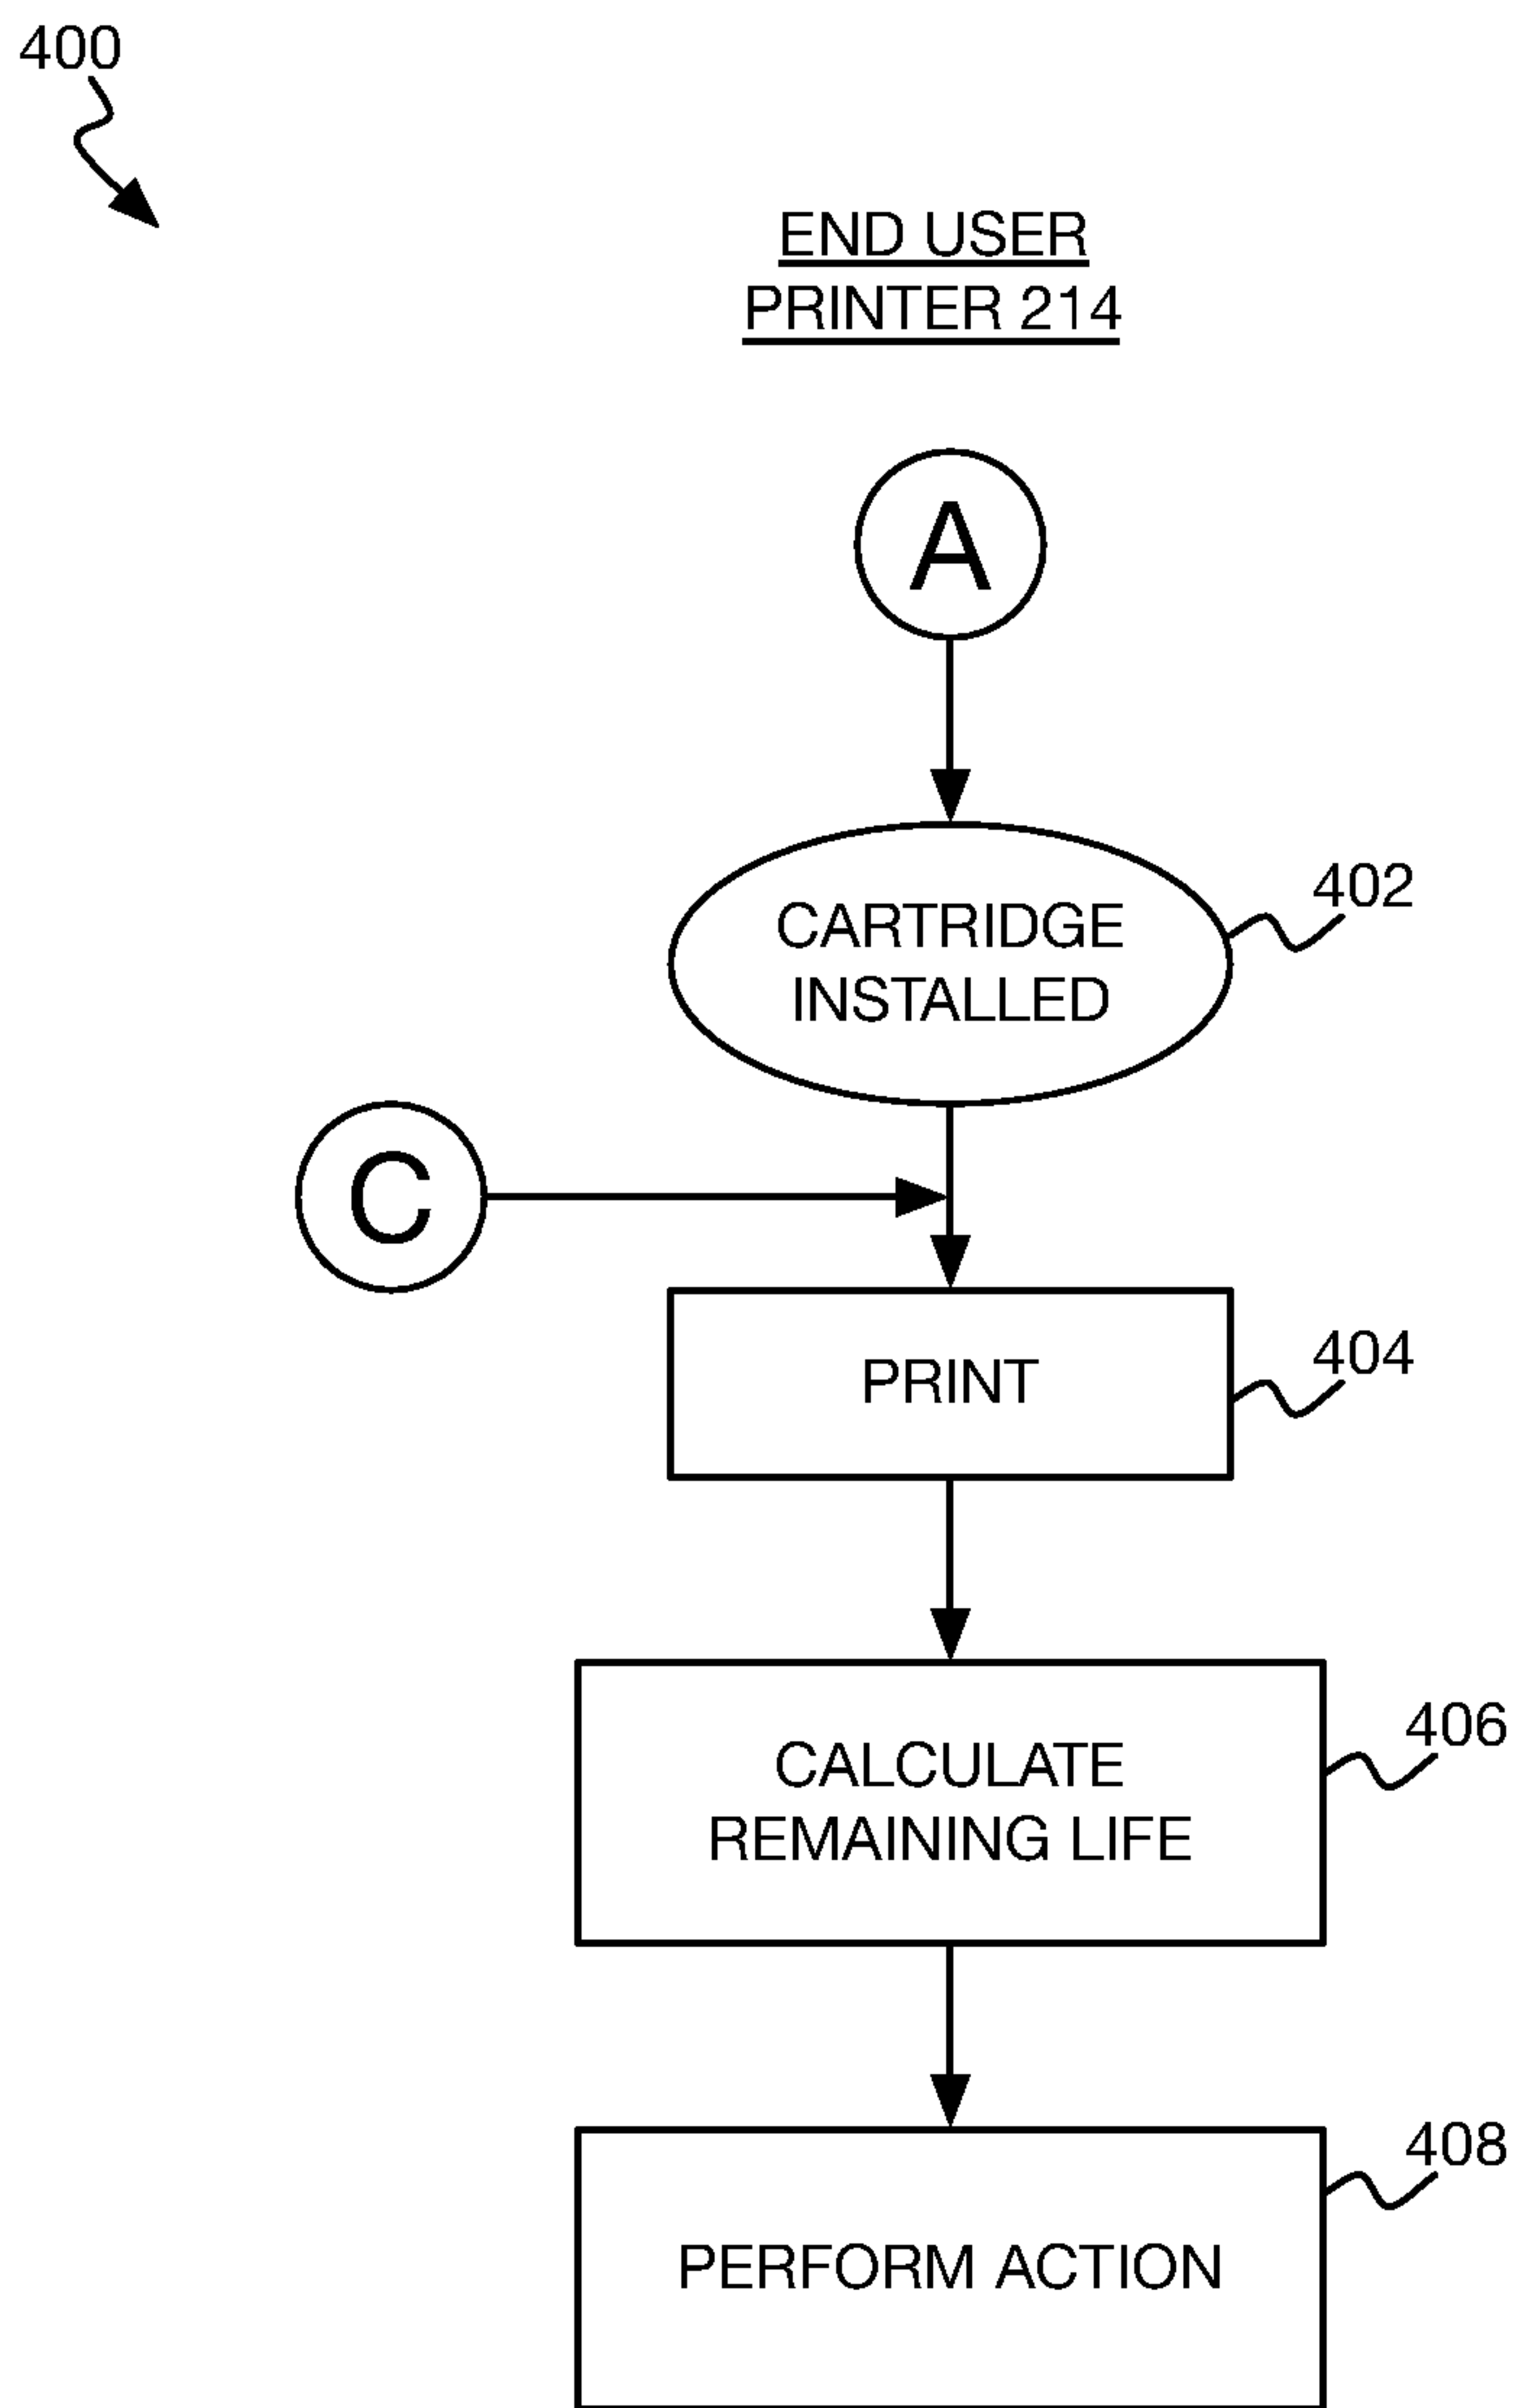 400
END USER
PRINTER 214
A
CARTRIDGE
INSTALLED
402
C
PRINT
404
CALCULATE
REMAINING LIFE
406
PERFORM ACTION
408